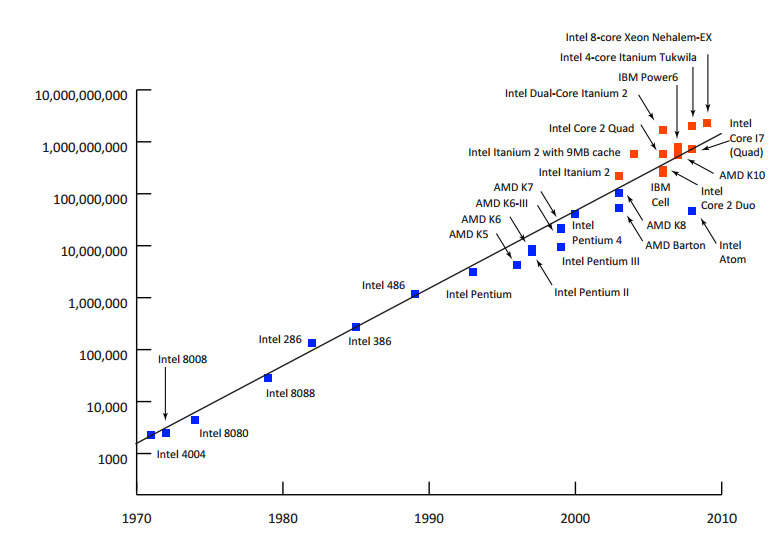 Intel 8-core Xeon Nehalem-EX
Intel 4-core Itanium Tukwila
IBM Power6
Intel Dual-Core Itanium 2
10,000,000,000
Intel Core 2 Quad
Intel
Core I7
(Quad)
1,000,000,000
Intel Itanium 2 with 9MB cache
Intel Itanium 2
AMD K10
AMD K7
IBM
Cell
Intel
Core 2 Duo
100,000,000
AMD K6-III
AMD K6
AMD K5
Intel
Pentium 4
AMD K8
AMD Barton
Intel
Atom
10,000,000
Intel Pentium III
Intel 486
Intel Pentium
Intel Pentium II
1,000,000
Intel 286
Intel 386
100,000
Intel 8008
Intel 8088
10,000
Intel 8080
Intel 4004
1000
1970
1980
1990
2000
2010